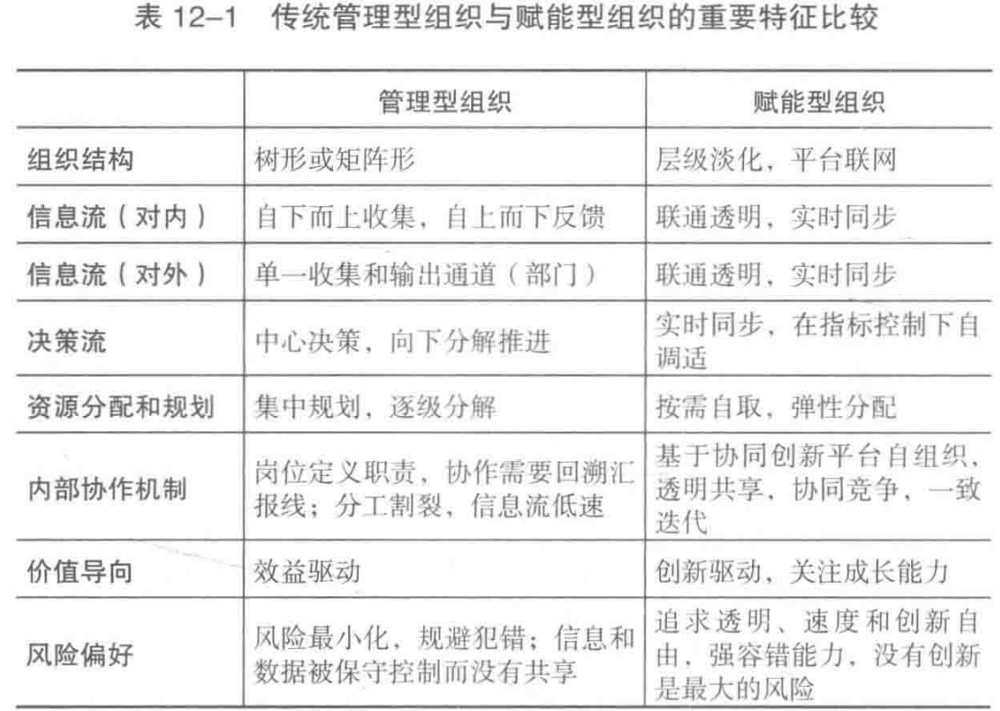 表 12–1 传统管理型组织与赋能型组织的重要特征比较
管理型组织
赋能型组织
组织结构
树形或矩阵形
层级淡化，平台联网
信息流（对内）
自下而上收集，自上而下反馈
联通透明，实时同步
信息流（对外）
单一收集和输出通道（部门）
联通透明，实时同步
决策流
中心决策，向下分解推进
实时同步，在指标控制下自
调适
资源分配和规划
集中规划，逐级分解
按需自取，弹性分配
内部协作机制
岗位定义职责，协作需要回溯汇
报线；分工割裂，信息流低速
基于协同创新平台自组织，
透明共享，协同竞争，一致
迭代
价值导向
效益驱动
创新驱动，关注成长能力
风险偏好
风险最小化，规避犯错；信息和
数据被保守控制而没有共享
追求透明、速度和创新自
由，强容错能力，没有创新
是最大的风险